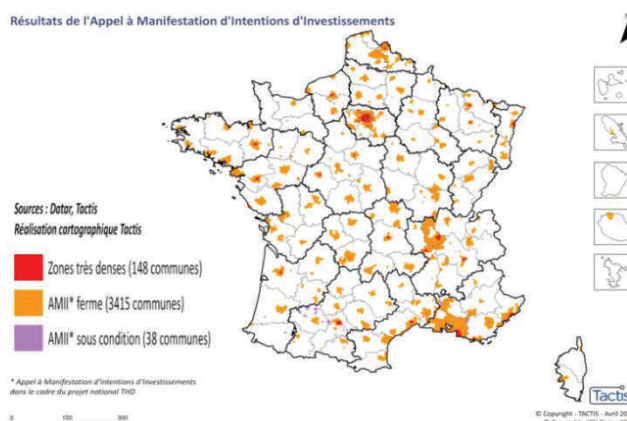 Résultats de l'Appel à Manifestation d'Intentions d'Investissements
Sources : Datar, Tactis
Réalisation cartographique Tactis
Zones très denses (148 communes)
AMII* ferme (3415 communes)
AMII* sous condition (38 communes)
* Appel à Manifestation d'Intentions d'Investissements
dans le cadre du projet national THD
0 150 300
Tactis
© Copyright - TACTIS - Avril 20